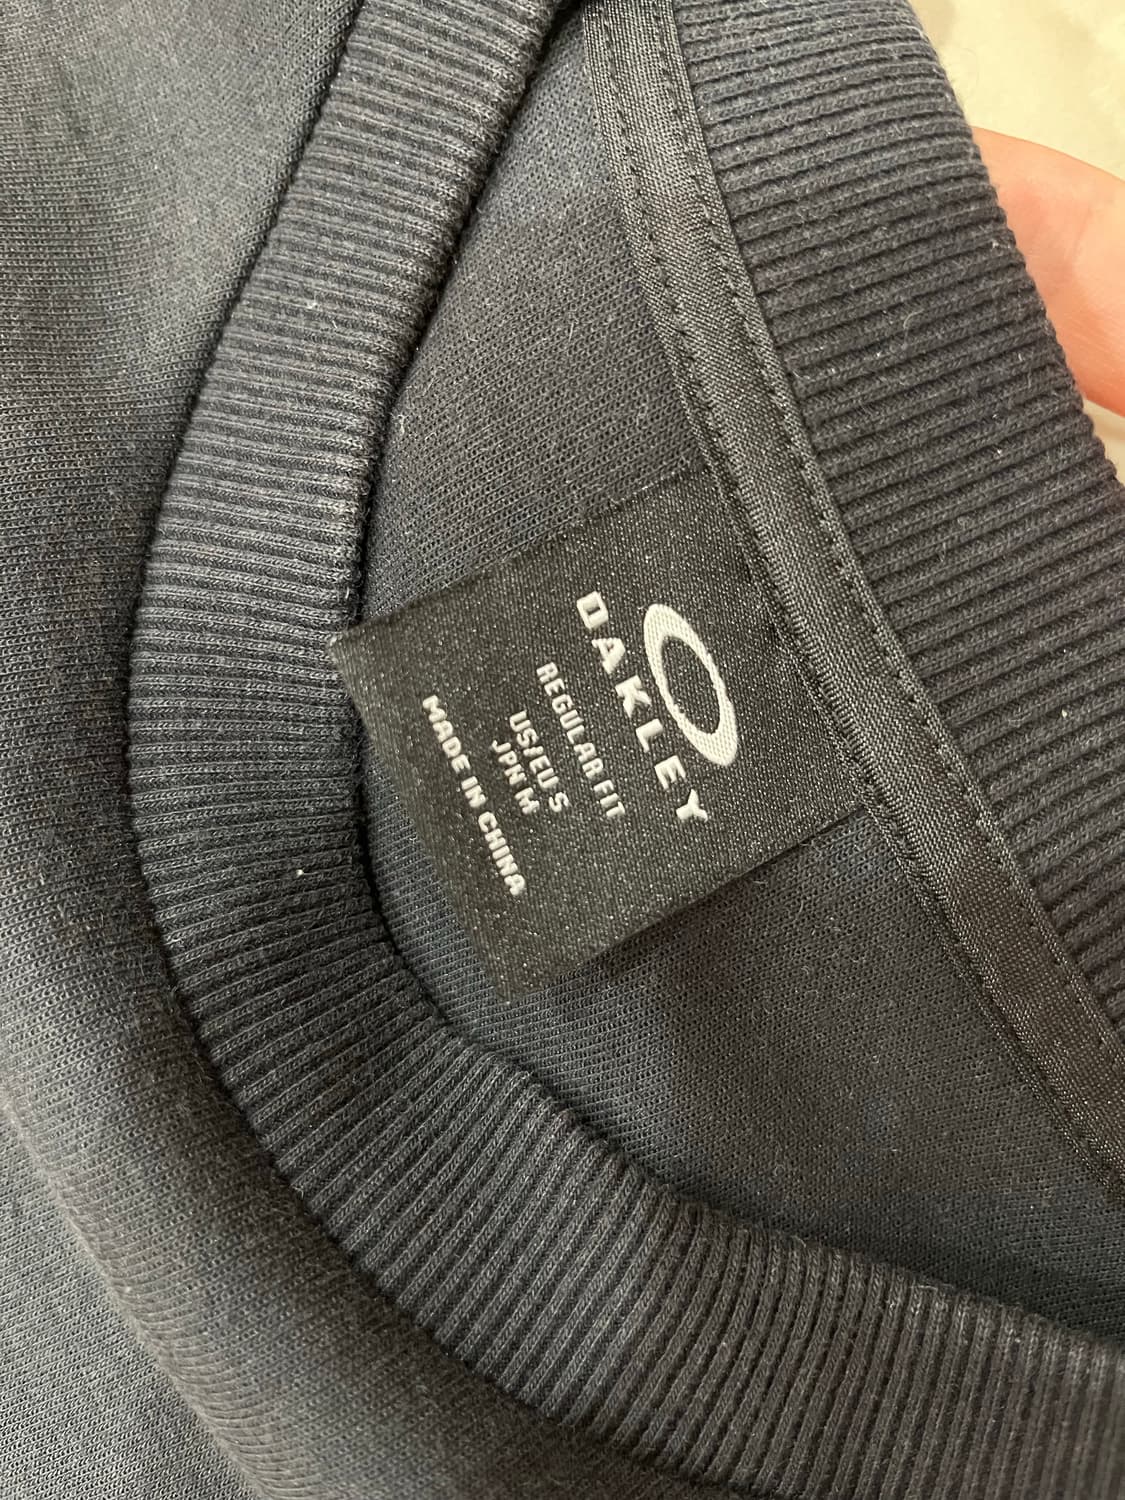 OAKLEY
REGULAR FIT
US/EU S
JPN M
MADE IN CHINA